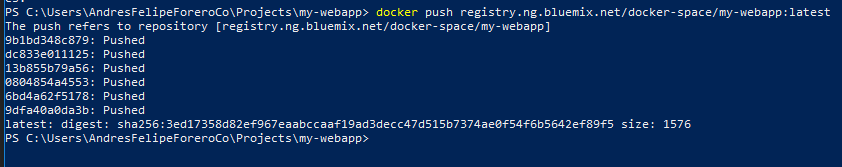 PS C:\Users\AndresFelipeForeroCo\Projects\my-webapp> docker push registry.ng.bluemix.net/docker-space/my-webapp:latest
The push refers to repository [registry.ng.bluemix.net/docker-space/my-webapp]
9b1bd348c879: Pushed
dc833e011125: Pushed
13b855b79a56: Pushed
0804854a4553: Pushed
6bd4a62f5178: Pushed
9dfa40a0da3b: Pushed
latest: digest: sha256:3ed17358d82ef967eaabccaaf19ad3decc47d515b7374ae0f54f6b5642ef89f5 size: 1576
PS C:\Users\AndresFelipeForeroCo\Projects\my-webapp>